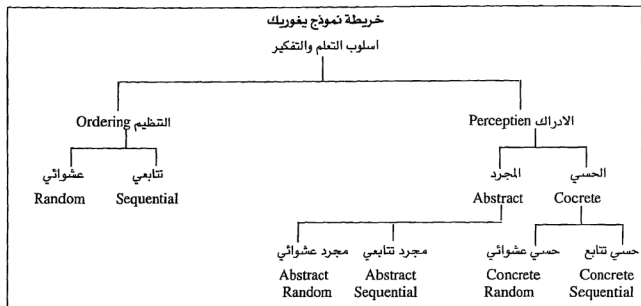 خريطة نموذج يغوريك
اسلوب التعلم والتفكير
الادراك Perceptien
التنظيم Ordering
الحسي
المجرد
تتابعي
عشوائي
Cocrete
Abstract
Sequential
Random
حسي تتابع
حسي عشوائي
مجرد تتابعي
مجرد عشوائي
Concrete Sequential
Concrete Random
Abstract Sequential
Abstract Random